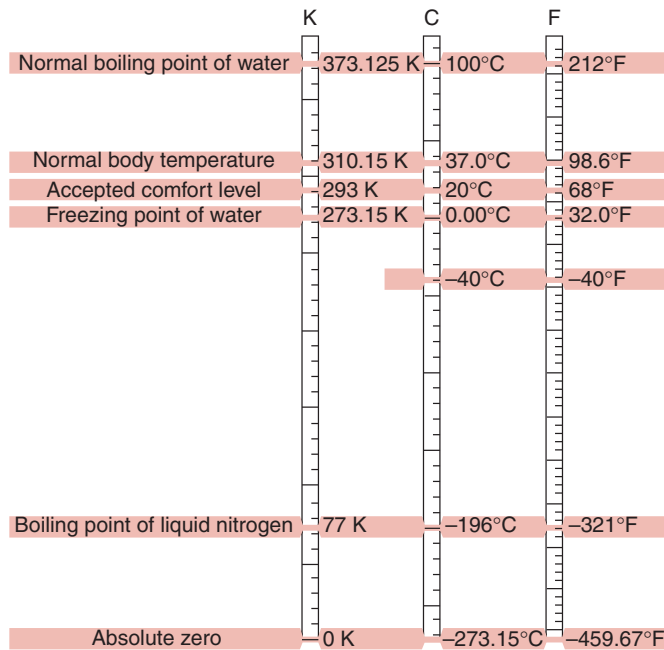 K C F
Normal boiling point of water 373.125 K 100°C 212°F
Normal body temperature 310.15 K 37.0°C 98.6°F
Accepted comfort level 293 K 20°C 68°F
Freezing point of water 273.15 K 0.00°C 32.0°F
–40°C –40°F
Boiling point of liquid nitrogen 77 K –196°C –321°F
Absolute zero 0 K –273.15°C –459.67°F